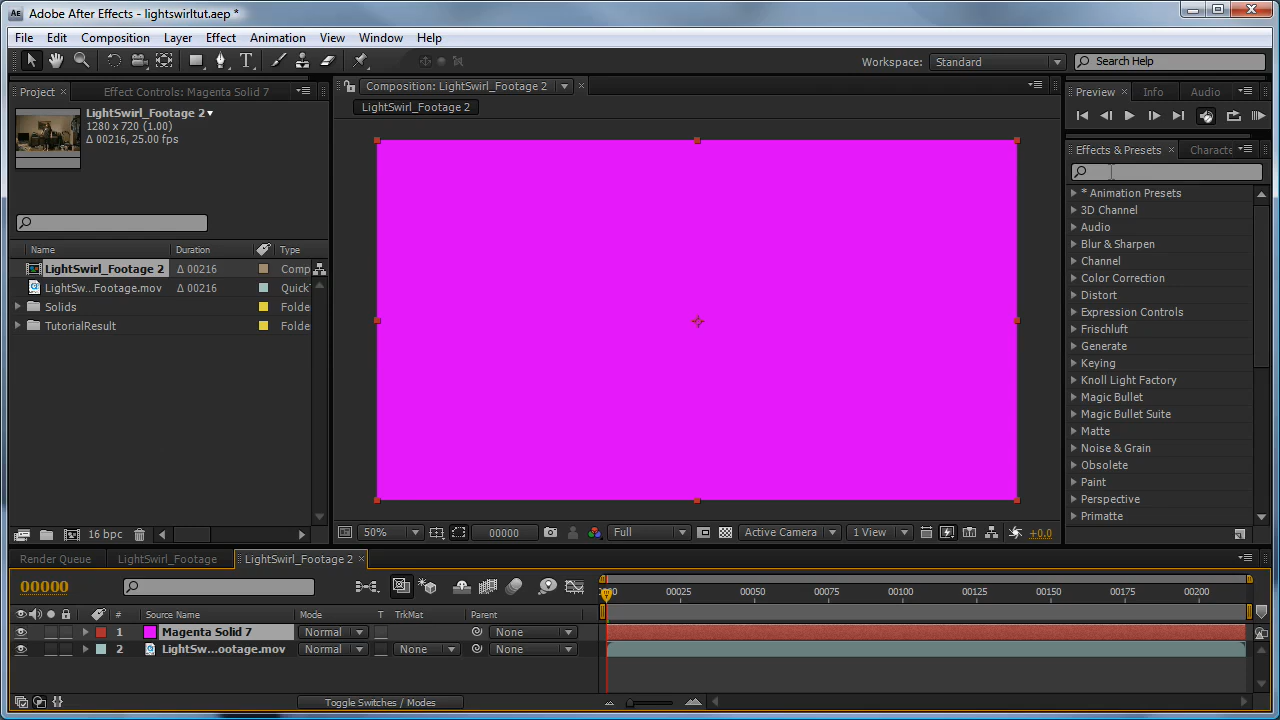 Adobe After Effects - lightswirltut.aep *
File Edit Composition Layer Effect Animation View Window Help
Workspace: Standard Search Help
Project Effect Controls: Magenta Solid 7
LightSwirl_Footage 2
1280 x 720 (1.00)
Δ 00216, 25.00 fps
Name Duration Type
LightSwirl_Footage 2 Δ 00216 Comp
LightSw...Footage.mov Δ 00216 Quick
Solids Folde
TutorialResult Folde
16 bpc
Composition: LightSwirl_Footage 2
LightSwirl_Footage 2
50% 00000 Full Active Camera 1 View +0.0
Preview Info Audio
Effects & Presets Characte
* Animation Presets
3D Channel
Audio
Blur & Sharpen
Channel
Color Correction
Distort
Expression Controls
Frischluft
Generate
Keying
Knoll Light Factory
Magic Bullet
Magic Bullet Suite
Matte
Noise & Grain
Obsolete
Paint
Perspective
Primatte
Render Queue LightSwirl_Footage LightSwirl_Footage 2
00000
00025 00050 00075 00100 00125 00150 00175 00200
# Source Name Mode T TrkMat Parent
1 Magenta Solid 7 Normal None
2 LightSw...ootage.mov Normal None None
Toggle Switches / Modes